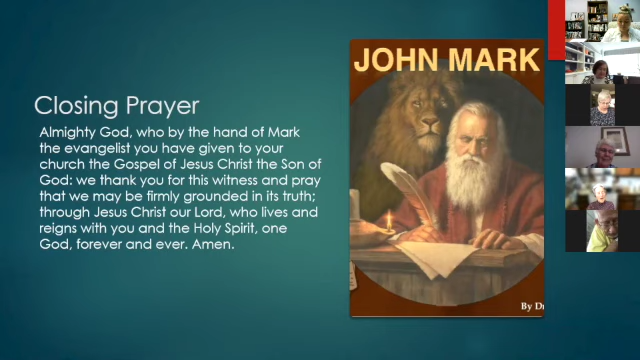 Closing Prayer
Almighty God, who by the hand of Mark
the evangelist you have given to your
church the Gospel of Jesus Christ the Son of
God: we thank you for this witness and pray
that we may be firmly grounded in its truth;
through Jesus Christ our Lord, who lives and
reigns with you and the Holy Spirit, one
God, forever and ever. Amen.
JOHN MARK
By